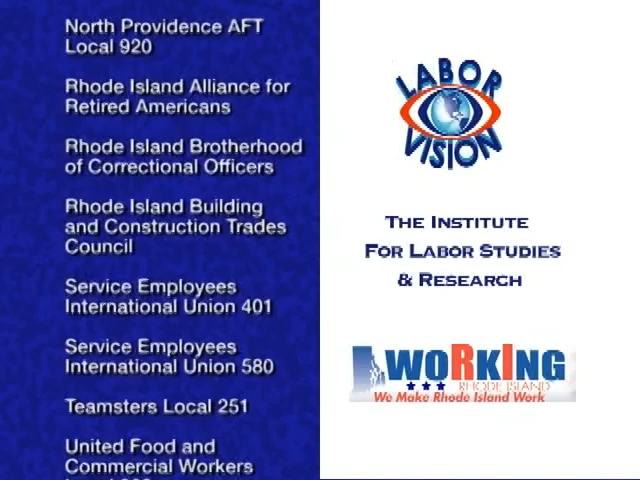 North Providence AFT
Local 920
Rhode Island Alliance for
Retired Americans
Rhode Island Brotherhood
of Correctional Officers
Rhode Island Building
and Construction Trades
Council
Service Employees
International Union 401
Service Employees
International Union 580
Teamsters Local 251
United Food and
Commercial Workers
LABOR
VISION
THE INSTITUTE
FOR LABOR STUDIES
& RESEARCH
WORKING
RHODE ISLAND
We Make Rhode Island Work